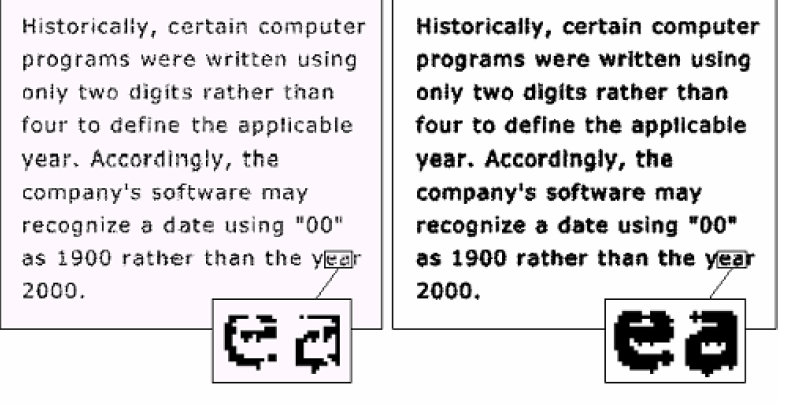 Historically, certain computer
programs were written using
only two digits rather than
four to define the applicable
year. Accordingly, the
company's software may
recognize a date using "00"
as 1900 rather than the year
2000.
ea
Historically, certain computer
programs were written using
only two digits rather than
four to define the applicable
year. Accordingly, the
company's software may
recognize a date using "00"
as 1900 rather than the year
2000.
ea